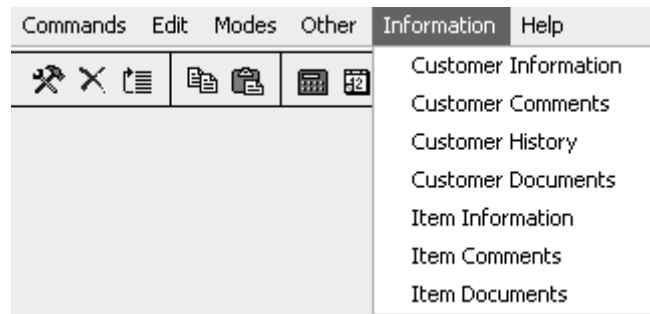 Commands Edit Modes Other Information Help
Customer Information
Customer Comments
Customer History
Customer Documents
Item Information
Item Comments
Item Documents